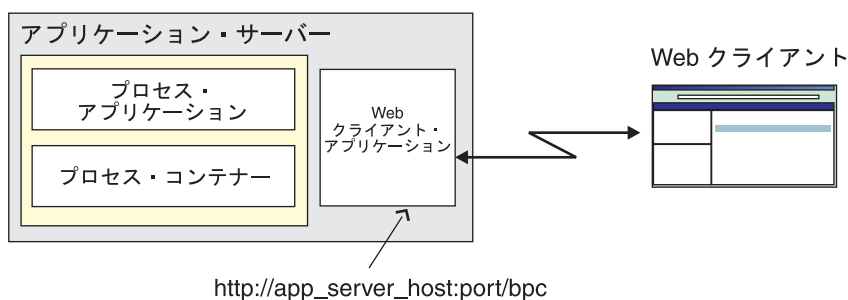 アプリケーション・サーバー
プロセス・
アプリケーション
プロセス・コンテナー
Web
クライアント・
アプリケーション
Web クライアント
http://app_server_host:port/bpc